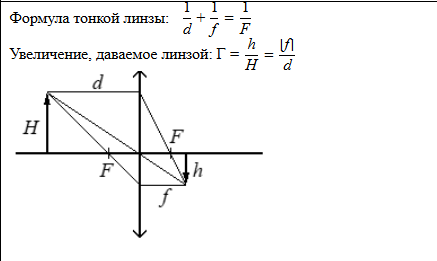 Формула тонкой линзы: 1/d + 1/f = 1/F
Увеличение, даваемое линзой: Г = h/H = |f|/d
d
H
F
F
h
f